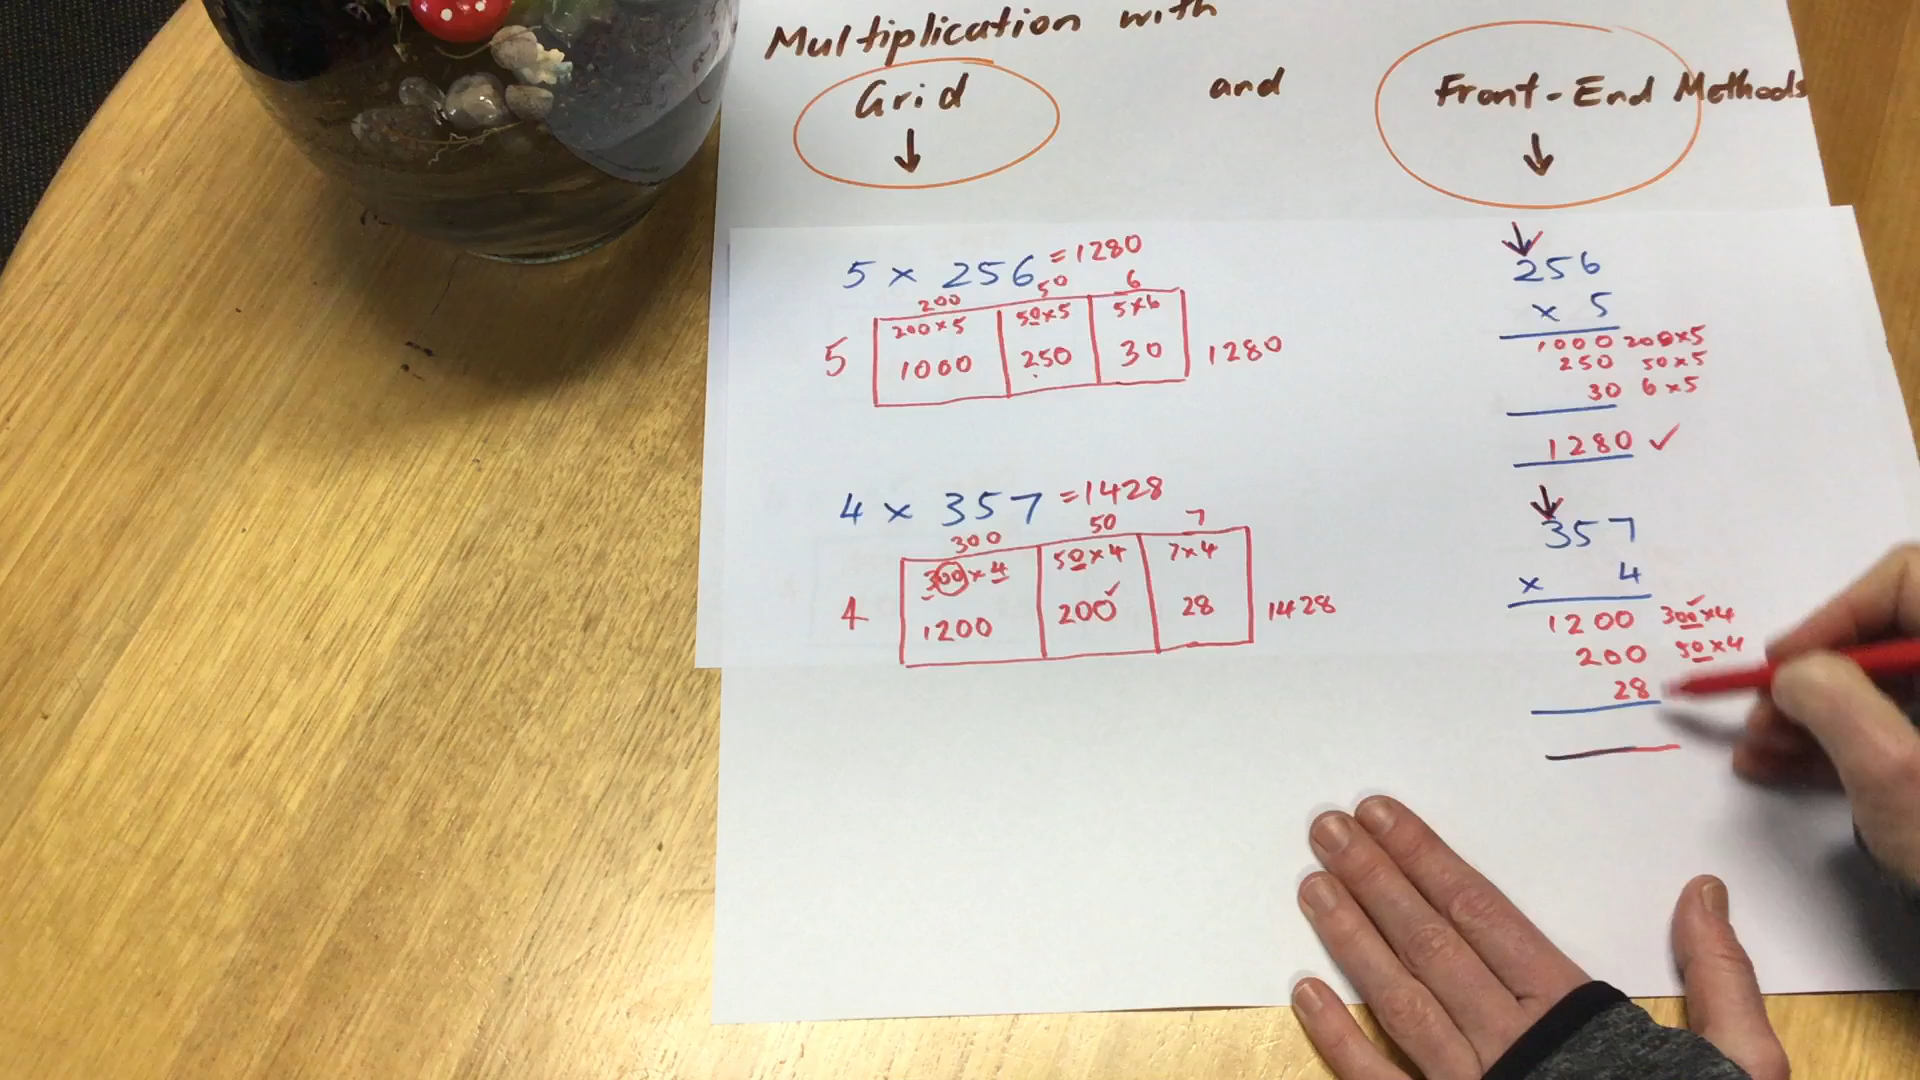 Multiplication with
Grid and Front-End Methods
↓ ↓
5 × 256 = 1280
200 50 6
200×5 50×5 5×6
5 1000 250 30 1280
4 × 357 = 1428
300 50 7
300×4 50×4 7×4
4 1200 200✓ 28 1428
↓
256
× 5
1000 200×5
250 50×5
30 6×5
1280 ✓
↓
357
× 4
1200 300×4
200 50×4
28